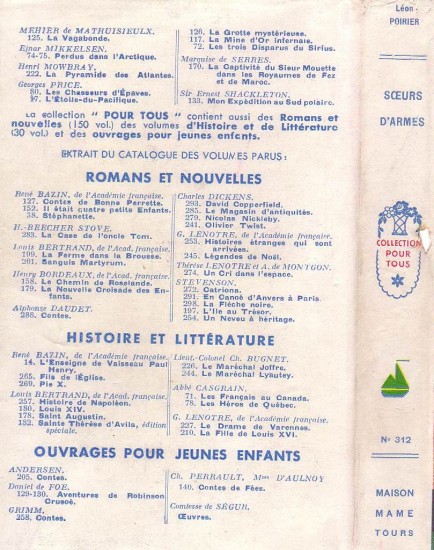 MÉHIER de MATHUISIEULX.
125. La Vagabonde.
Ejnar MIKKELSEN.
74-75. Perdus dans l'Arctique.
Henri MOWBRAY.
222. La Pyramide des Atlantes.
Georges PRICE.
80. Les Chasseurs d'Épaves.
97. L'Étoile-du-Pacifique.
126. La Grotte mystérieuse.
117. La Mine d'Or infernale.
72. Les trois Disparus du Sirius.
Marquise de SERRES.
170. La Captivité du Sieur Mouette
dans les Royaumes de Fez
et Maroc.
Sir Ernest SHACKLETON.
133. Mon Expédition au Sud polaire.
La collection " POUR TOUS " contient aussi des Romans et
nouvelles (150 vol.) des volumes d'Histoire et de Littérature
(30 vol.) et des ouvrages pour jeunes enfants.
EXTRAIT DU CATALOGUE DES VOLUMES PARUS :
ROMANS ET NOUVELLES
René BAZIN, de l'Académie française.
127. Contes de Bonne Perrette.
152. Il était quatre petits Enfants.
38. Stéphanette.
H.-BEECHER STOVE.
283. La Case de l'oncle Tom.
Louis BERTRAND, de l'Acad. française.
199. La Ferme dans la Brousse.
201. Sanguis Martyrum.
Henry BORDEAUX, de l'Acad. française.
158. Le Chemin de Roselande.
179. La Nouvelle Croisade des En-
fants.
Alphonse DAUDET.
288. Contes.
Charles DICKENS.
293. David Copperfield.
285. Le Magasin d'antiquités.
279. Nicolas Nickleby.
241. Olivier Twist.
G. LENOTRE, de l'Académie française.
253. Histoires étranges qui sont
arrivées.
245. Légendes de Noël.
Thérèse LENOTRE et A. de MONTGON.
274. Un Cri dans l'espace.
STEVENSON.
272. Catriona.
291. En Canoë d'Anvers à Paris.
298. La Flèche noire.
197. L'Ile au Trésor.
254. Un Neveu à héritage.
HISTOIRE ET LITTÉRATURE
René BAZIN, de l'Académie française.
14. L'Enseigne de Vaisseau Paul
Henry.
265. Fils de l'Église.
269. Pie X.
Louis BERTRAND, de l'Acad. française.
257. Histoire de Napoléon.
180. Louis XIV.
178. Saint Augustin.
182. Sainte Thérèse d'Avila, édition
spéciale.
Lieut.-Colonel Ch. BUGNET.
226. Le Maréchal Joffre.
244. Le Maréchal Lyautey.
Abbé CASGRAIN.
71. Les Français au Canada.
78. Les Héros de Québec.
G. LENOTRE, de l'Académie française.
227. Le Drame de Varennes.
210. La Fille de Louis XVI.
OUVRAGES POUR JEUNES ENFANTS
ANDERSEN.
205. Contes.
Daniel de FOE.
129-130. Aventures de Robinson
Crusoë.
GRIMM.
258. Contes.
Ch. PERRAULT, Mme D'AULNOY
140. Contes de Fées.
Comtesse de SÉGUR.
Œuvres.
Léon-
POIRIER
SŒURS
D'ARMES
COLLECTION
POUR
TOUS
N° 312
MAISON
MAME
TOURS